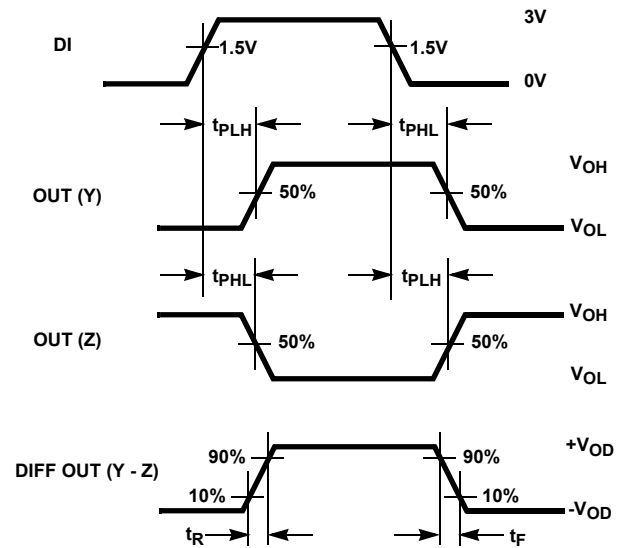 3V
DI
1.5V
1.5V
0V
tPLH
tPHL
VOH
OUT (Y)
50%
50%
VOL
tPHL
tPLH
VOH
OUT (Z)
50%
50%
VOL
+VOD
90%
90%
DIFF OUT (Y - Z)
10%
10%
-VOD
tR
tF